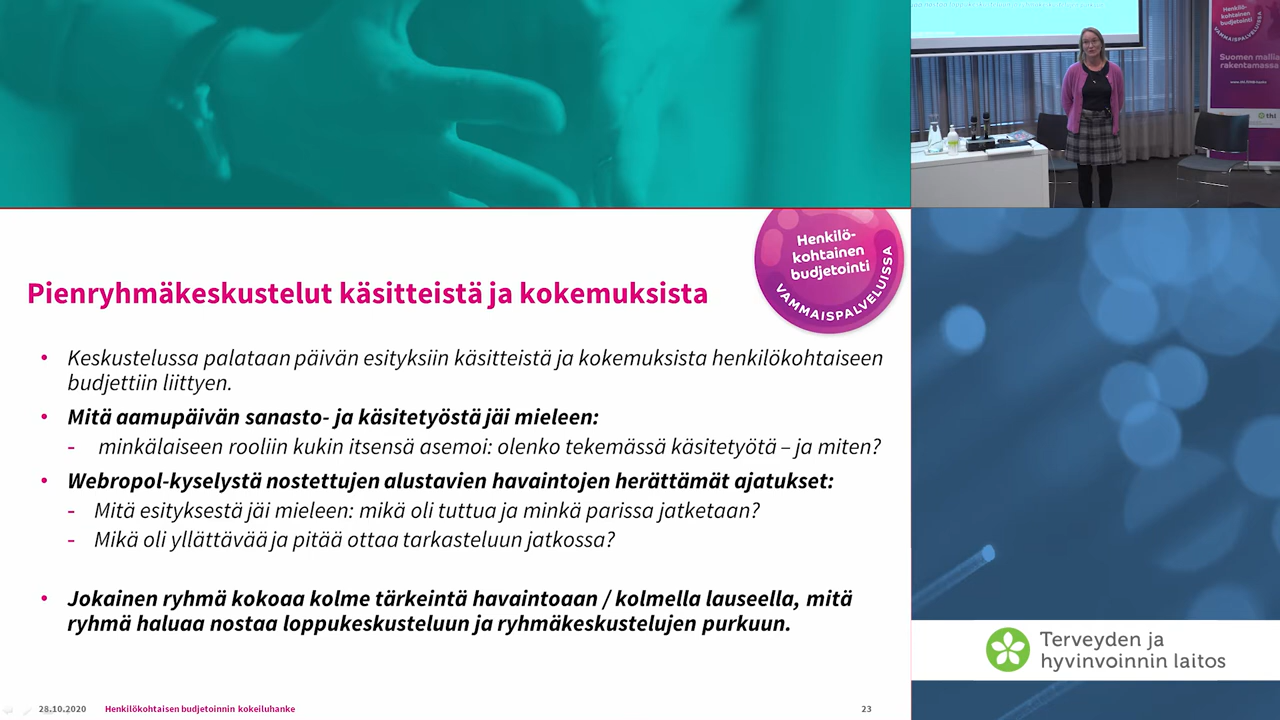 Henkilö-
kohtainen
budjetointi
VAMMAISPALVELUISSA
Suomen mallia
rakentamassa
thl
Henkilö-
kohtainen
budjetointi
VAMMAISPALVELUISSA
Pienryhmäkeskustelut käsitteistä ja kokemuksista
• Keskustelussa palataan päivän esityksiin käsitteistä ja kokemuksista henkilökohtaiseen
budjettiin liittyen.
• Mitä aamupäivän sanasto- ja käsitetyöstä jäi mieleen:
- minkälaiseen rooliin kukin itsensä asemoi: olenko tekemässä käsitetyötä – ja miten?
• Webropol-kyselystä nostettujen alustavien havaintojen herättämät ajatukset:
- Mitä esityksestä jäi mieleen: mikä oli tuttua ja minkä parissa jatketaan?
- Mikä oli yllättävää ja pitää ottaa tarkasteluun jatkossa?
• Jokainen ryhmä kokoaa kolme tärkeintä havaintoaan / kolmella lauseella, mitä
ryhmä haluaa nostaa loppukeskusteluun ja ryhmäkeskustelujen purkuun.
Terveyden ja
hyvinvoinnin laitos
28.10.2020 Henkilökohtaisen budjetoinnin kokeiluhanke 23